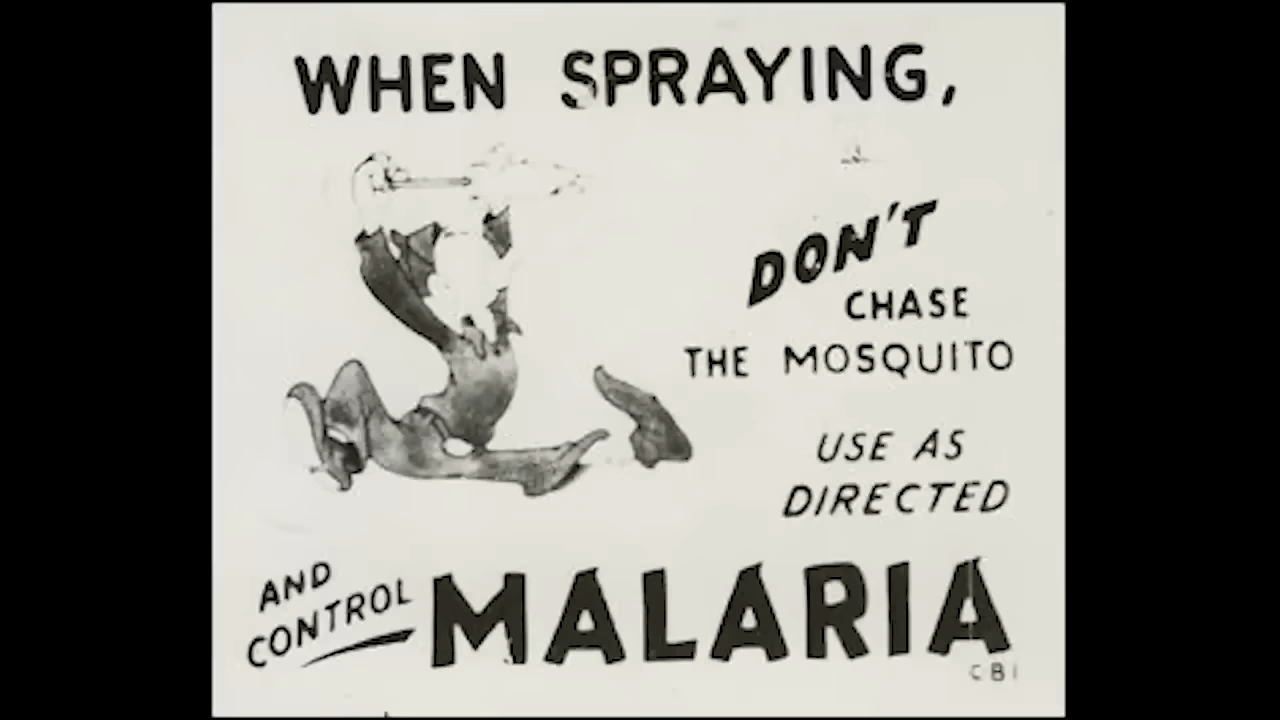 WHEN SPRAYING,
DON'T
CHASE
THE MOSQUITO
USE AS
DIRECTED
AND
CONTROL
MALARIA
CBI